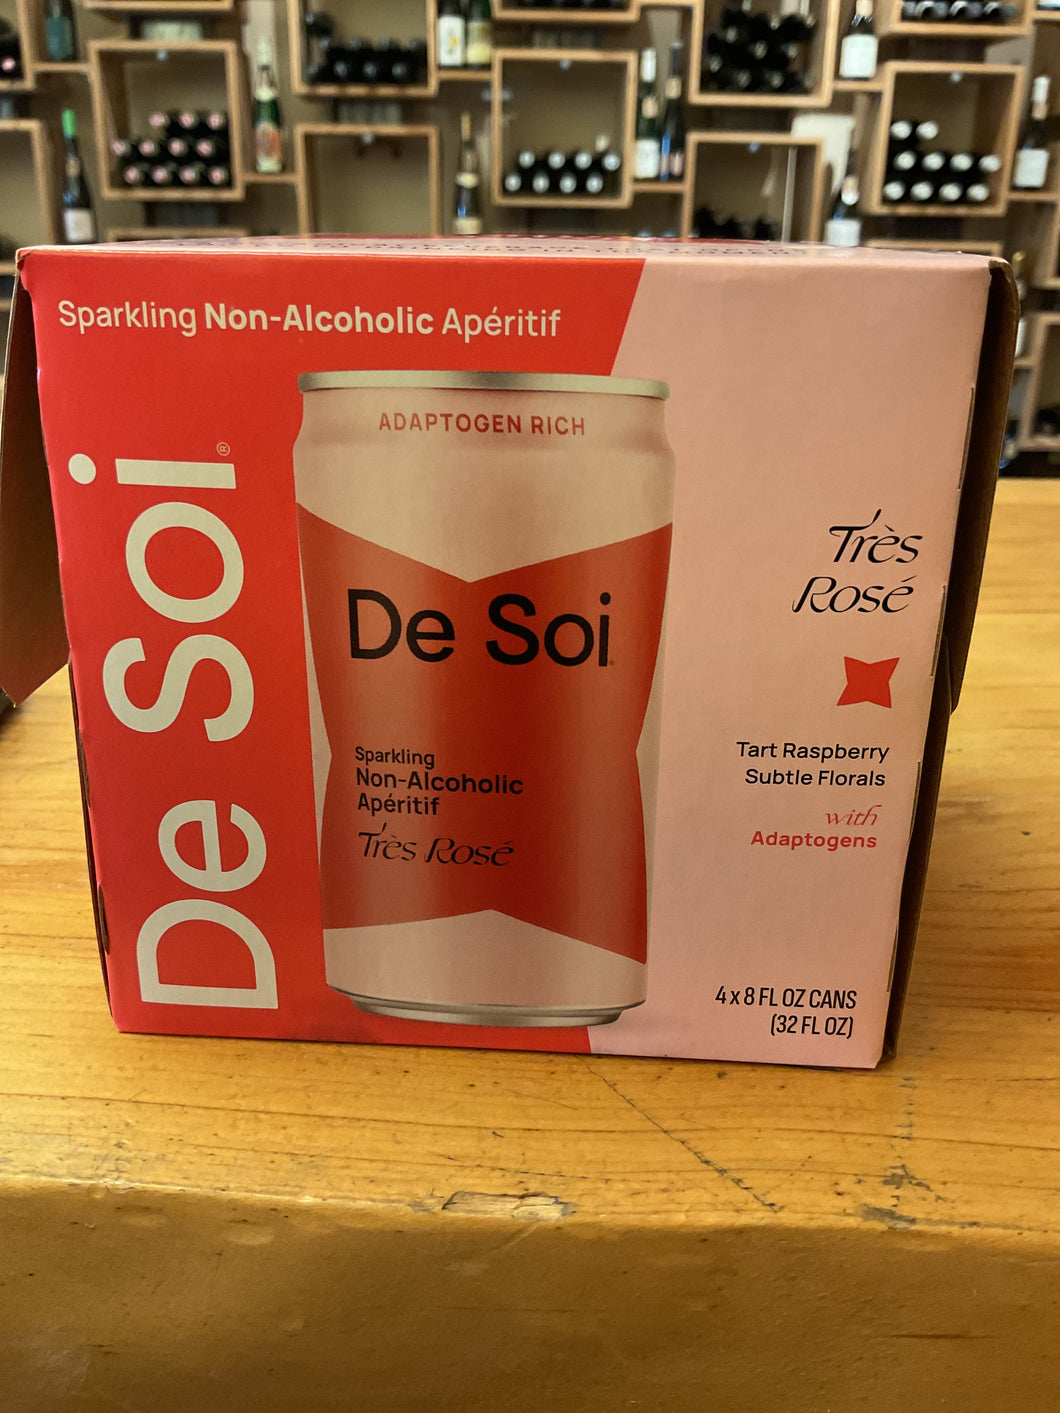 Sparkling Non-Alcoholic Apéritif
De Soi®
ADAPTOGEN RICH
De Soi
Sparkling
Non-Alcoholic
Apéritif
Très Rosé
Très
Rosé
Tart Raspberry
Subtle Florals
with
Adaptogens
4 x 8 FL OZ CANS
(32 FL OZ)